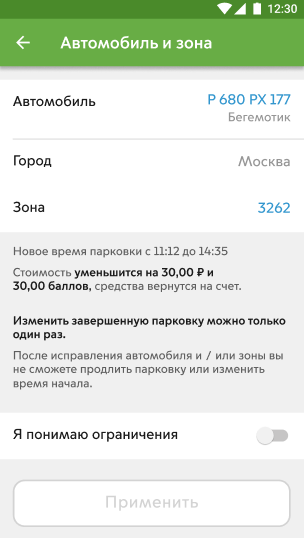 12:30
Автомобиль и зона
Автомобиль
Р 680 РХ 177
Бегемотик
Город
Москва
Зона
3262
Новое время парковки с 11:12 до 14:35
Стоимость уменьшится на 30,00 ₽ и
30,00 баллов, средства вернутся на счет.
Изменить завершенную парковку можно только
один раз.
После исправления автомобиля и / или зоны вы
не сможете продлить парковку или изменить
время начала.
Я понимаю ограничения
Применить